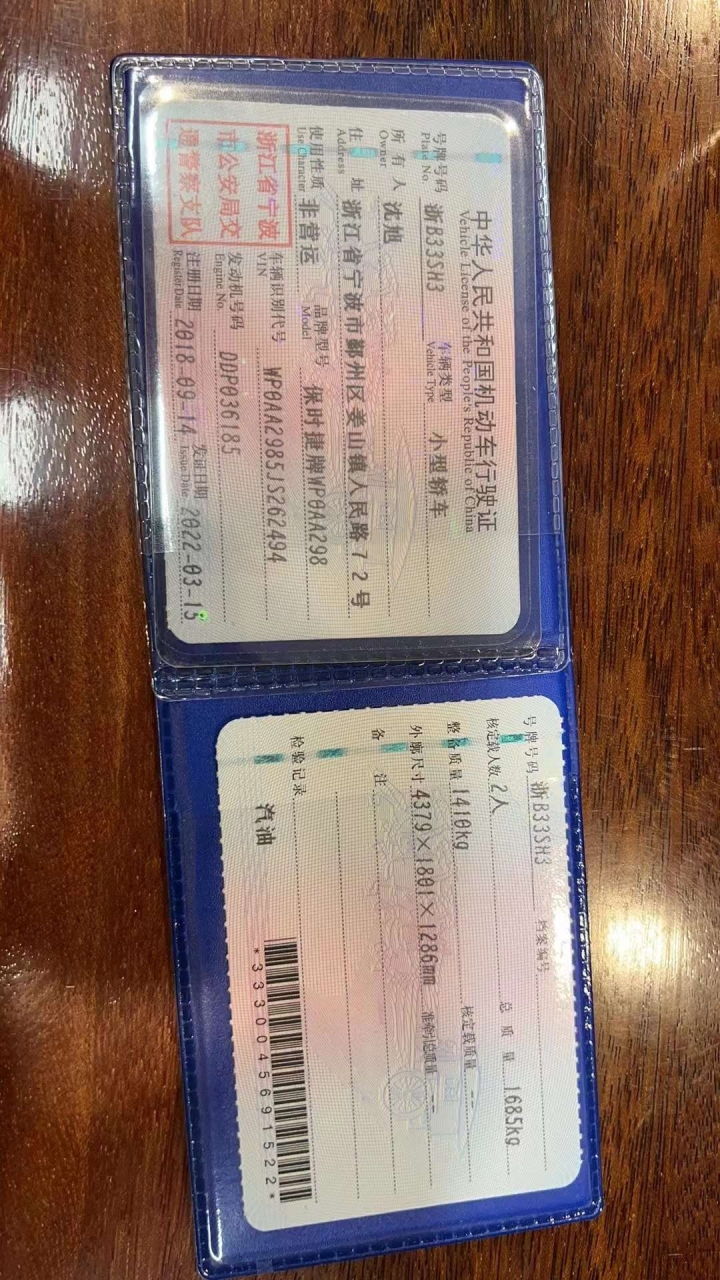 中华人民共和国机动车行驶证
Vehicle License of the People's Republic of China
号牌号码 浙B33SH3 车辆类型 小型轿车
Plate No. Vehicle Type
所有人 沈旭
Owner
住址 浙江省宁波市鄞州区姜山镇人民路72号
Address
使用性质 非营运 品牌型号 保时捷牌WP0AA298
Use Character Model
浙江省宁波
市公安局交
通警察支队
车辆识别代号 WP0AA2985JS262494
VIN
发动机号码 DDP036185
Engine No.
注册日期 2018-09-14 发证日期 2022-03-15
Register Date Issue Date
号牌号码 浙B33SH3 档案编号
核定载人数 2人 总质量 1685kg
整备质量 1410kg 核定载质量 --
外廓尺寸 4379×1801×1286mm 准牵引总质量 --
备注
检验记录
汽油
*3330045691522*